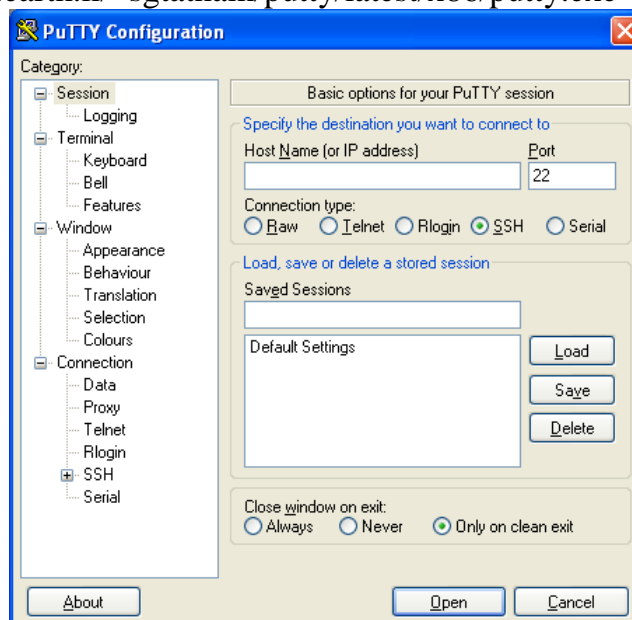 PuTTY Configuration
Category:
Session
Logging
Terminal
Keyboard
Bell
Features
Window
Appearance
Behaviour
Translation
Selection
Colours
Connection
Data
Proxy
Telnet
Rlogin
SSH
Serial
Basic options for your PuTTY session
Specify the destination you want to connect to
Host Name (or IP address) Port
22
Connection type:
Raw Telnet Rlogin SSH Serial
Load, save or delete a stored session
Saved Sessions
Default Settings
Load
Save
Delete
Close window on exit:
Always Never Only on clean exit
About Open Cancel